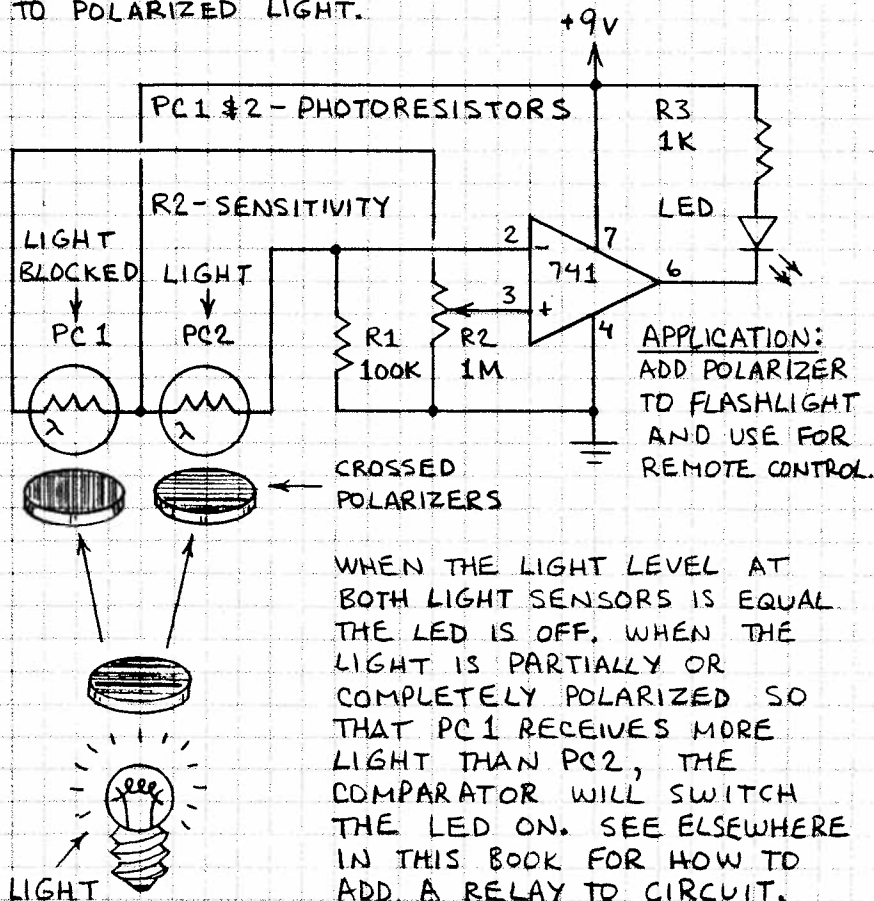 TO POLARIZED LIGHT.
+9V
PC1 & 2 - PHOTORESISTORS
R3
1K
R2 - SENSITIVITY
LED
LIGHT
BLOCKED
LIGHT
PC1
PC2
2
-
7
741
6
3
+
4
R1
100K
R2
1M
λ
λ
APPLICATION:
ADD POLARIZER
TO FLASHLIGHT
AND USE FOR
REMOTE CONTROL.
CROSSED
POLARIZERS
WHEN THE LIGHT LEVEL AT
BOTH LIGHT SENSORS IS EQUAL
THE LED IS OFF. WHEN THE
LIGHT IS PARTIALLY OR
COMPLETELY POLARIZED SO
THAT PC1 RECEIVES MORE
LIGHT THAN PC2, THE
COMPARATOR WILL SWITCH
THE LED ON. SEE ELSEWHERE
IN THIS BOOK FOR HOW TO
ADD A RELAY TO CIRCUIT.
LIGHT